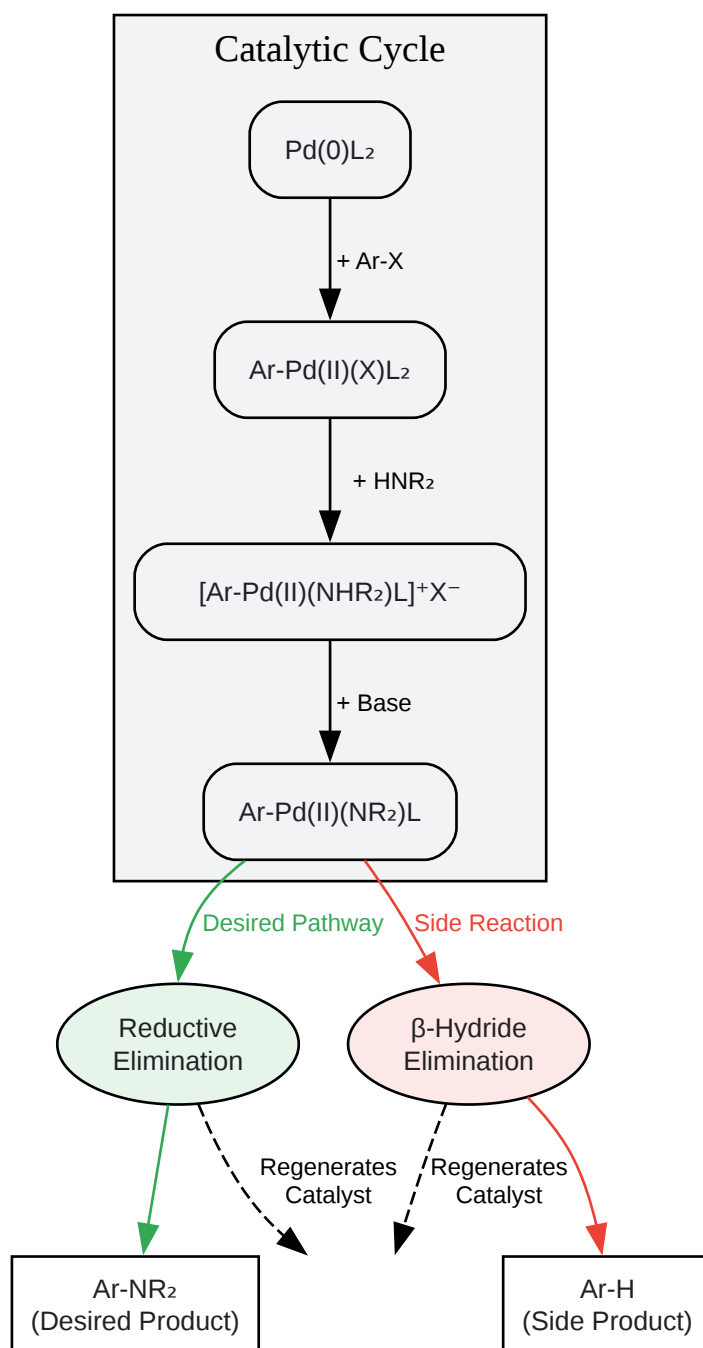 Catalytic Cycle
Pd(0)L₂
+ Ar-X
Ar-Pd(II)(X)L₂
+ HNR₂
[Ar-Pd(II)(NHR₂)L]⁺X⁻
+ Base
Ar-Pd(II)(NR₂)L
Desired Pathway
Side Reaction
Reductive
Elimination
β-Hydride
Elimination
Regenerates
Catalyst
Regenerates
Catalyst
Ar-NR₂
(Desired Product)
Ar-H
(Side Product)